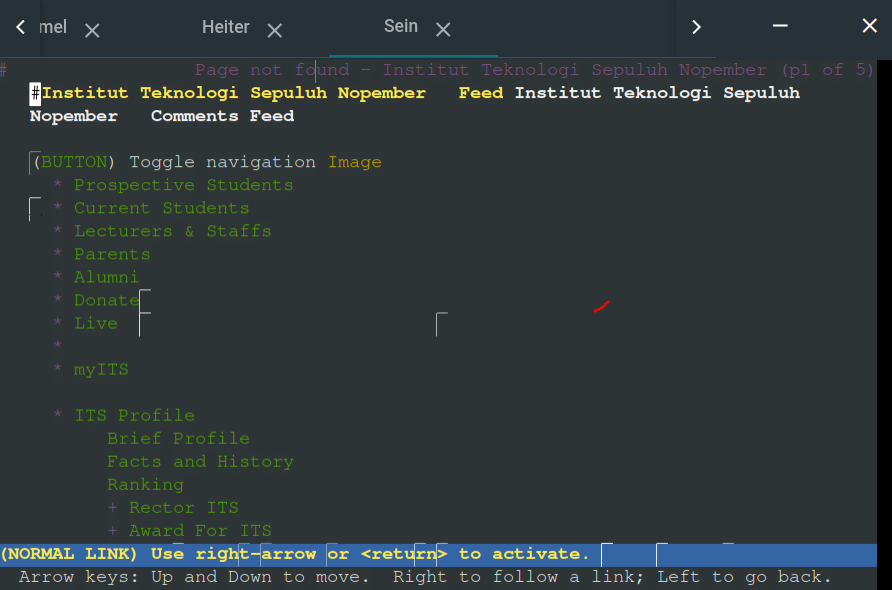 mel Heiter Sein
# Page not found – Institut Teknologi Sepuluh Nopember (p1 of 5)
#Institut Teknologi Sepuluh Nopember Feed Institut Teknologi Sepuluh
Nopember Comments Feed
(BUTTON) Toggle navigation Image
* Prospective Students
* Current Students
* Lecturers & Staffs
* Parents
* Alumni
* Donate
* Live
*
* myITS
* ITS Profile
Brief Profile
Facts and History
Ranking
+ Rector ITS
+ Award For ITS
(NORMAL LINK) Use right-arrow or <return> to activate.
Arrow keys: Up and Down to move. Right to follow a link; Left to go back.